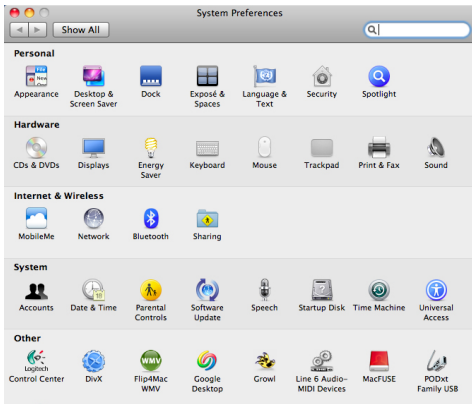 System Preferences
Show All
Personal
Appearance
Desktop & Screen Saver
Dock
Exposé & Spaces
Language & Text
Security
Spotlight
Hardware
CDs & DVDs
Displays
Energy Saver
Keyboard
Mouse
Trackpad
Print & Fax
Sound
Internet & Wireless
MobileMe
Network
Bluetooth
Sharing
System
Accounts
Date & Time
Parental Controls
Software Update
Speech
Startup Disk
Time Machine
Universal Access
Other
Logitech
Control Center
DivX
WMV
Flip4Mac WMV
Google Desktop
Growl
Line 6 Audio-MIDI Devices
MacFUSE
PODxt Family USB